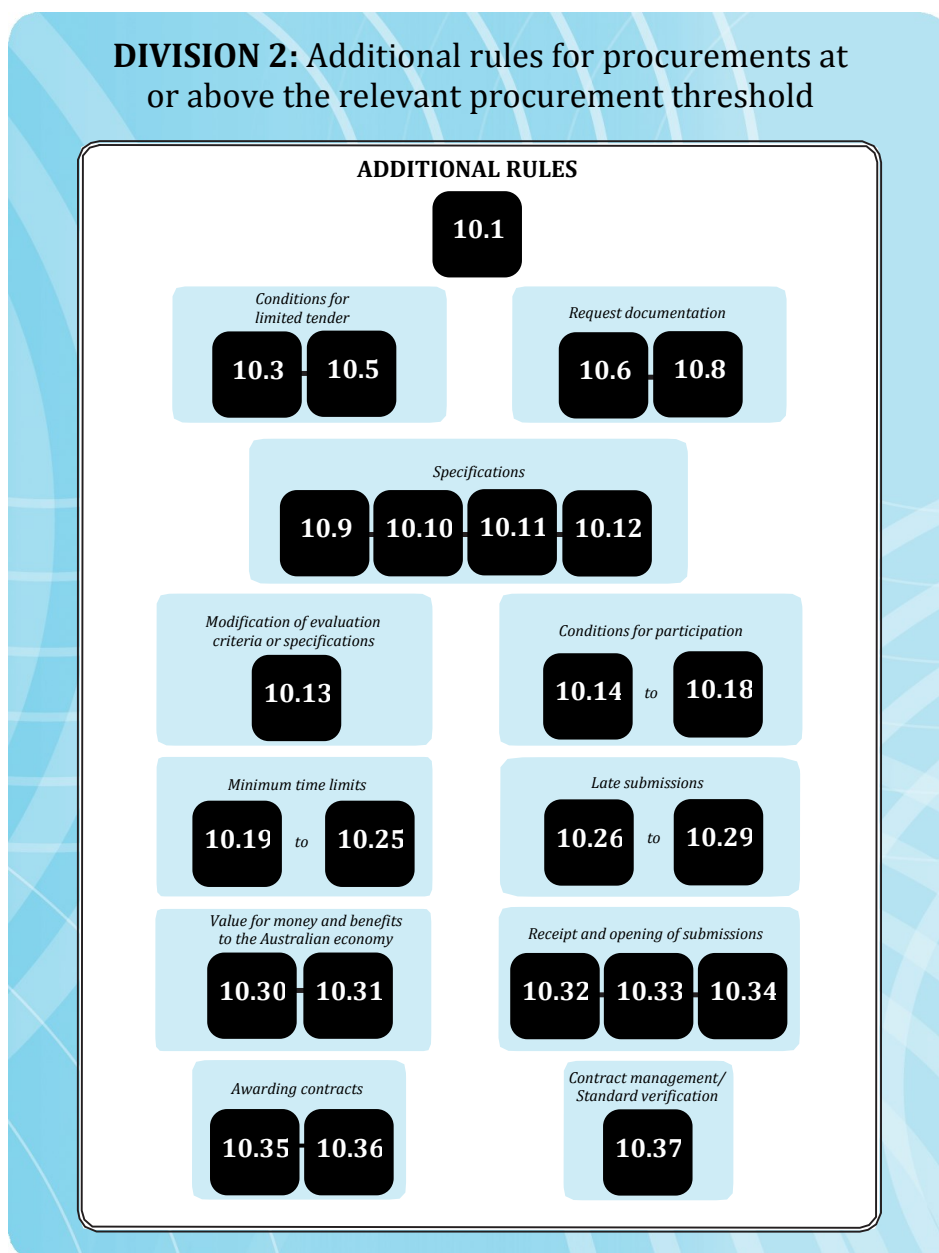 DIVISION 2: Additional rules for procurements at
or above the relevant procurement threshold
ADDITIONAL RULES
10.1
Conditions for
limited tender
10.3 10.5
Request documentation
10.6 10.8
Specifications
10.9 10.10 10.11 10.12
Modification of evaluation
criteria or specifications
10.13
Conditions for participation
10.14 to 10.18
Minimum time limits
10.19 to 10.25
Late submissions
10.26 to 10.29
Value for money and benefits
to the Australian economy
10.30 10.31
Receipt and opening of submissions
10.32 10.33 10.34
Awarding contracts
10.35 10.36
Contract management/
Standard verification
10.37